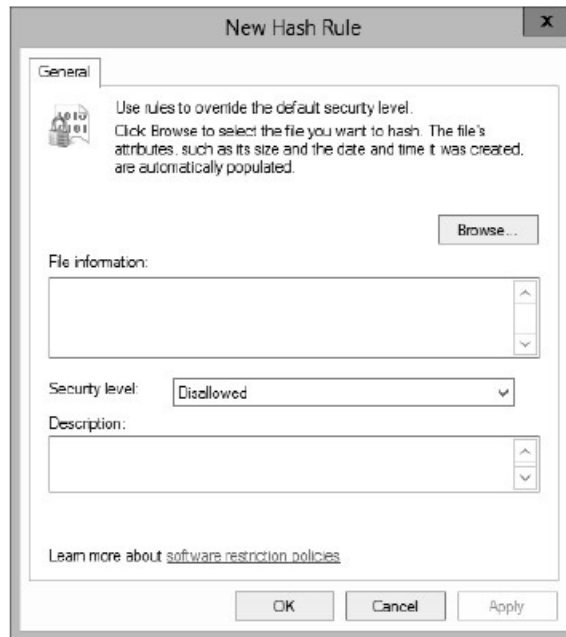 New Hash Rule
x
General
Use rules to override the default security level.
Click Browse to select the file you want to hash. The file's
attributes, such as its size and the date and time it was created,
are automatically populated.
Browse...
File information:
Security level:
Disallowed
Description:
Learn more about software restriction policies
OK
Cancel
Apply